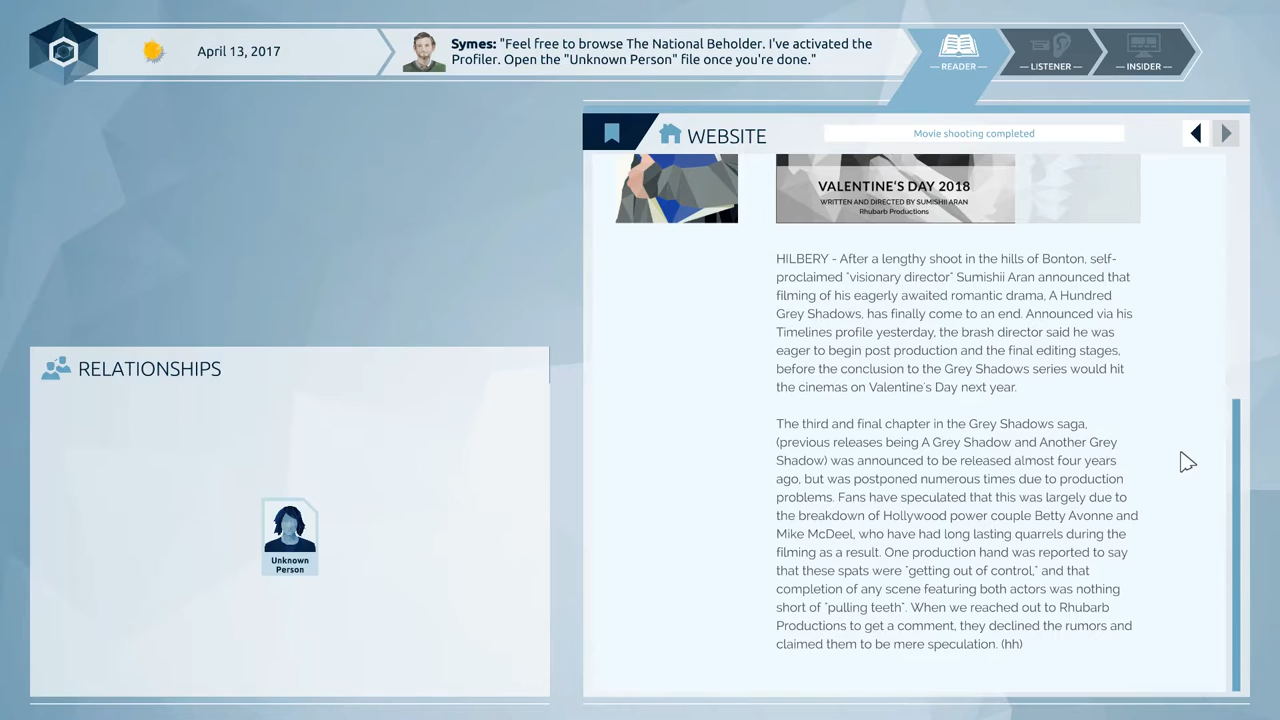 April 13, 2017
Symes: "Feel free to browse The National Beholder. I've activated the
Profiler. Open the "Unknown Person" file once you're done."
— READER —
— LISTENER —
— INSIDER —
WEBSITE
Movie shooting completed
VALENTINE'S DAY 2018
WRITTEN AND DIRECTED BY SUMISHII ARAN
Rhubarb Productions
HILBERY - After a lengthy shoot in the hills of Bonton, self-
proclaimed "visionary director" Sumishii Aran announced that
filming of his eagerly awaited romantic drama, A Hundred
Grey Shadows, has finally come to an end. Announced via his
Timelines profile yesterday, the brash director said he was
eager to begin post production and the final editing stages,
before the conclusion to the Grey Shadows series would hit
the cinemas on Valentine's Day next year.
The third and final chapter in the Grey Shadows saga,
(previous releases being A Grey Shadow and Another Grey
Shadow) was announced to be released almost four years
ago, but was postponed numerous times due to production
problems. Fans have speculated that this was largely due to
the breakdown of Hollywood power couple Betty Avonne and
Mike McDeel, who have had long lasting quarrels during the
filming as a result. One production hand was reported to say
that these spats were "getting out of control," and that
completion of any scene featuring both actors was nothing
short of "pulling teeth". When we reached out to Rhubarb
Productions to get a comment, they declined the rumors and
claimed them to be mere speculation. (hh)
RELATIONSHIPS
Unknown
Person